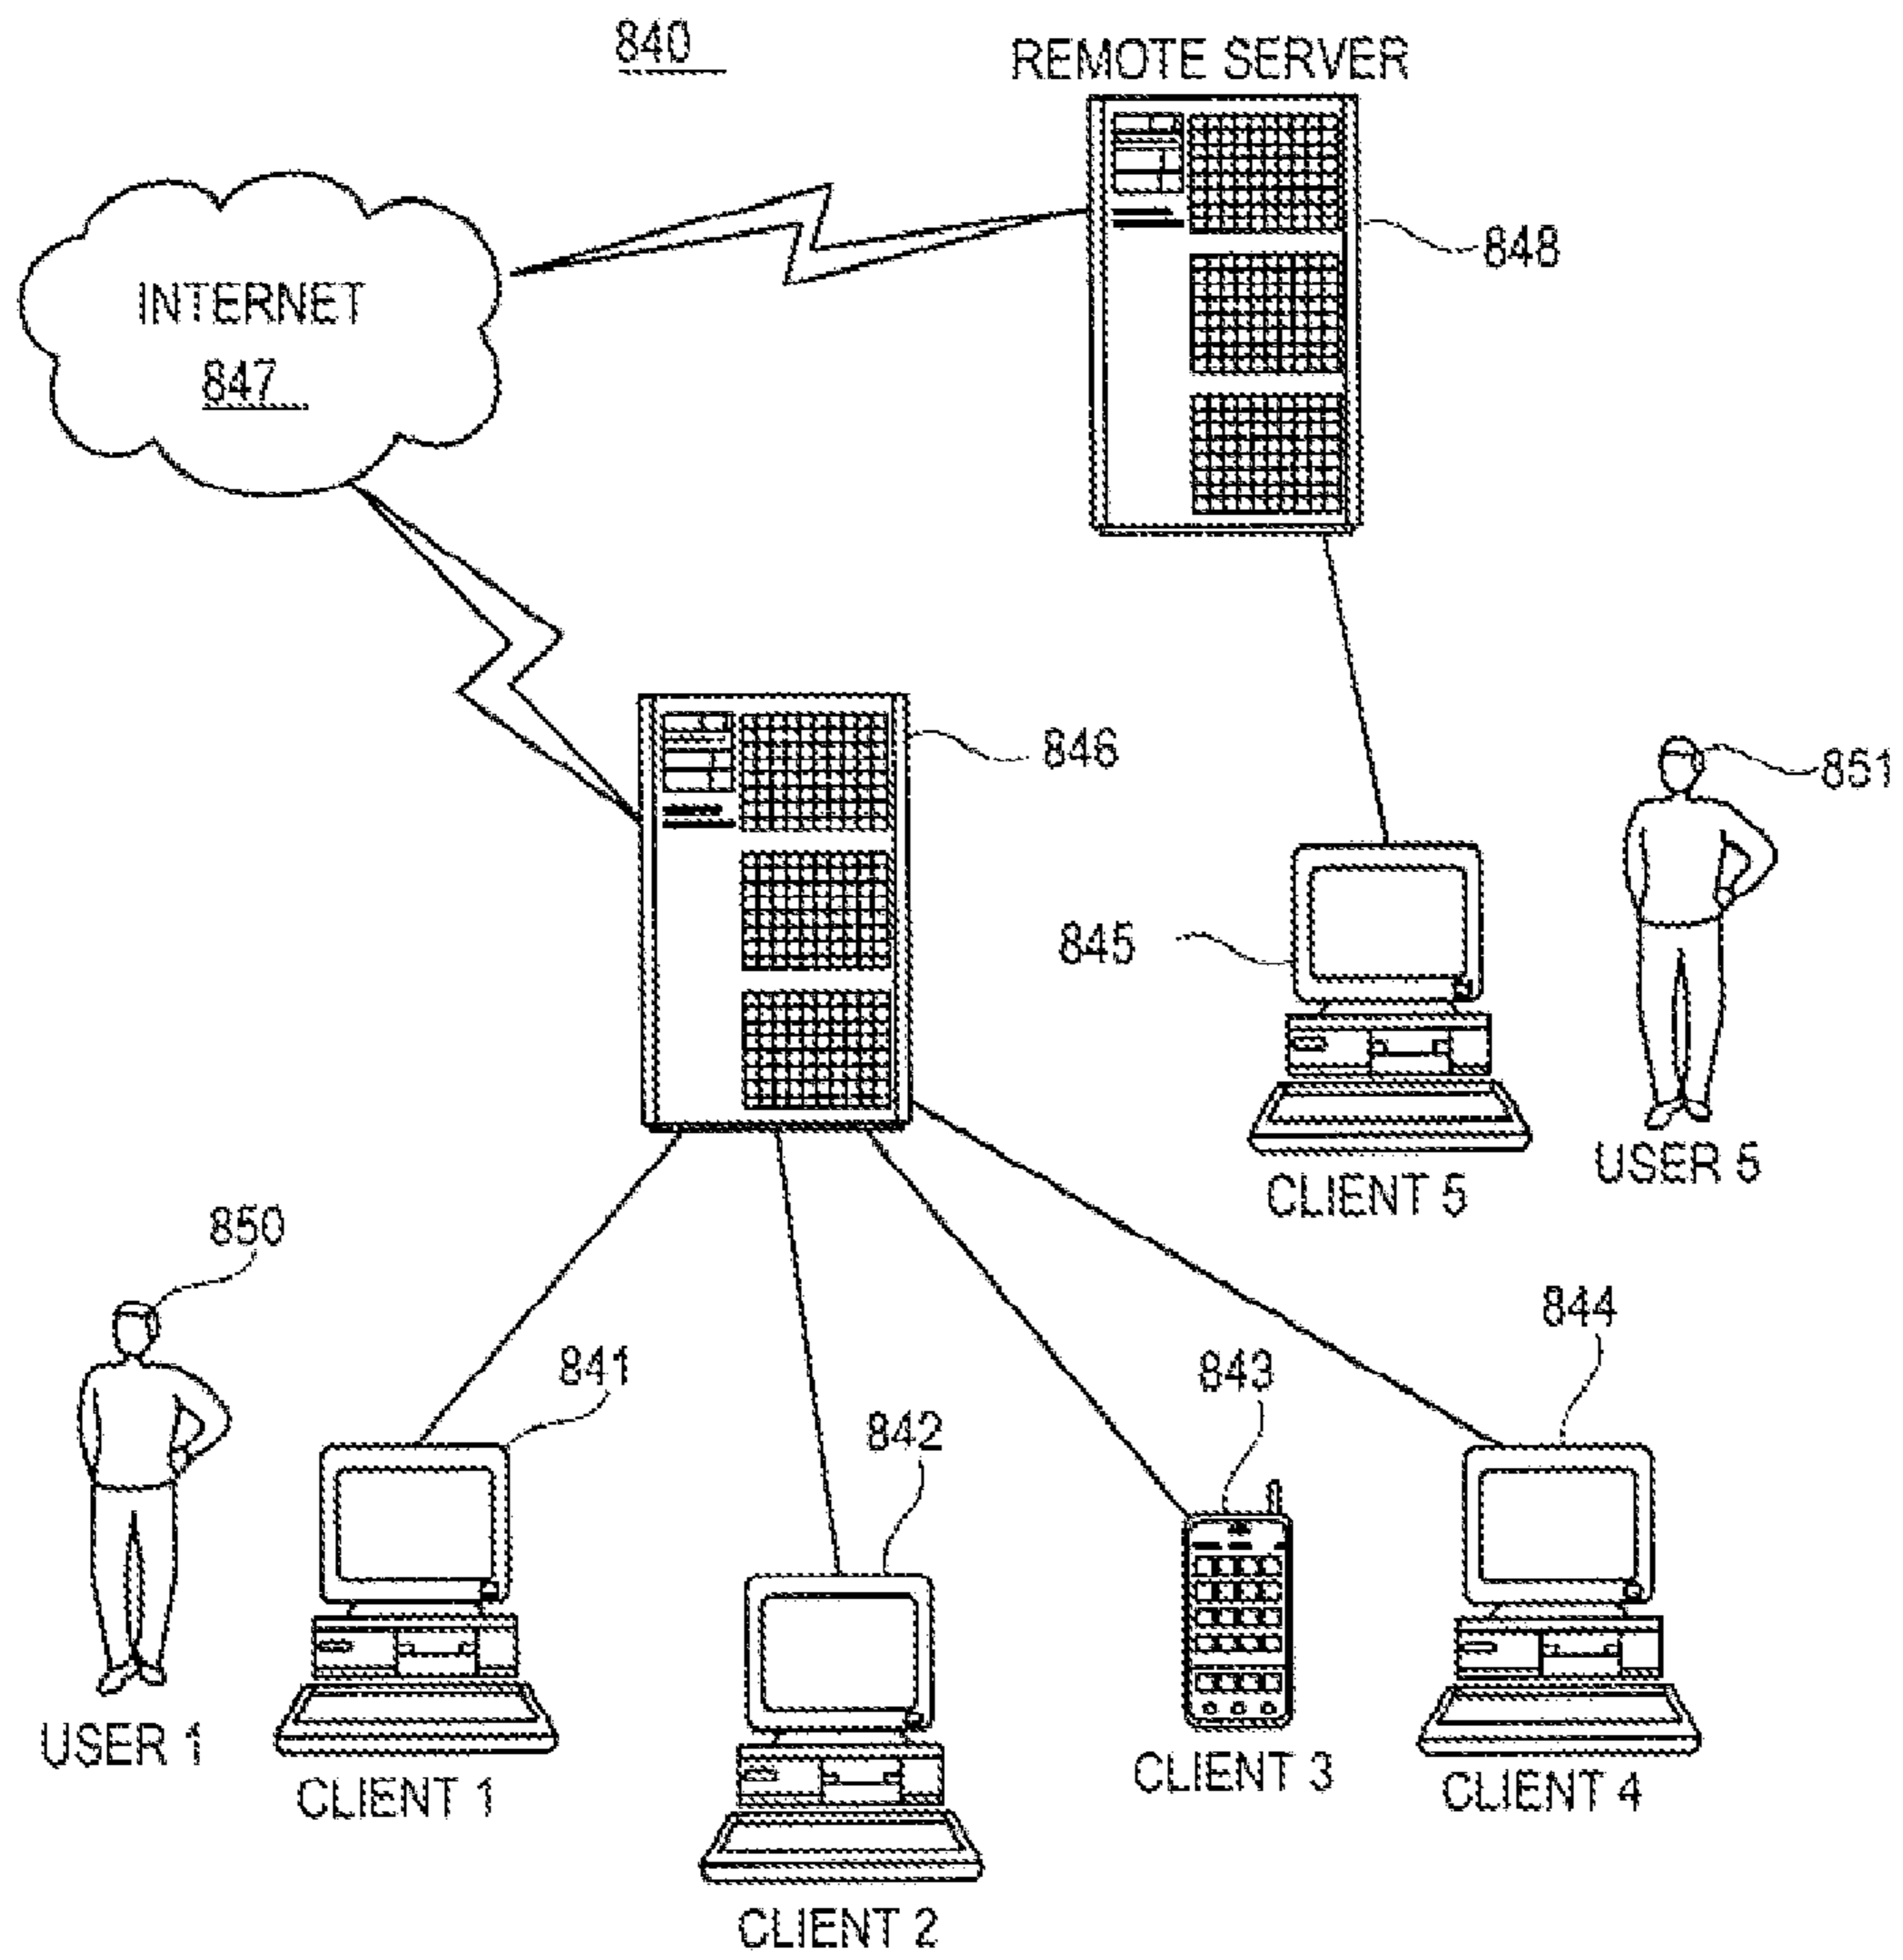 840
REMOTE SERVER
848
INTERNET
847
846
851
845
USER 5
CLIENT 5
850
844
841
843
842
USER 1
CLIENT 1
CLIENT 3
CLIENT 4
CLIENT 2